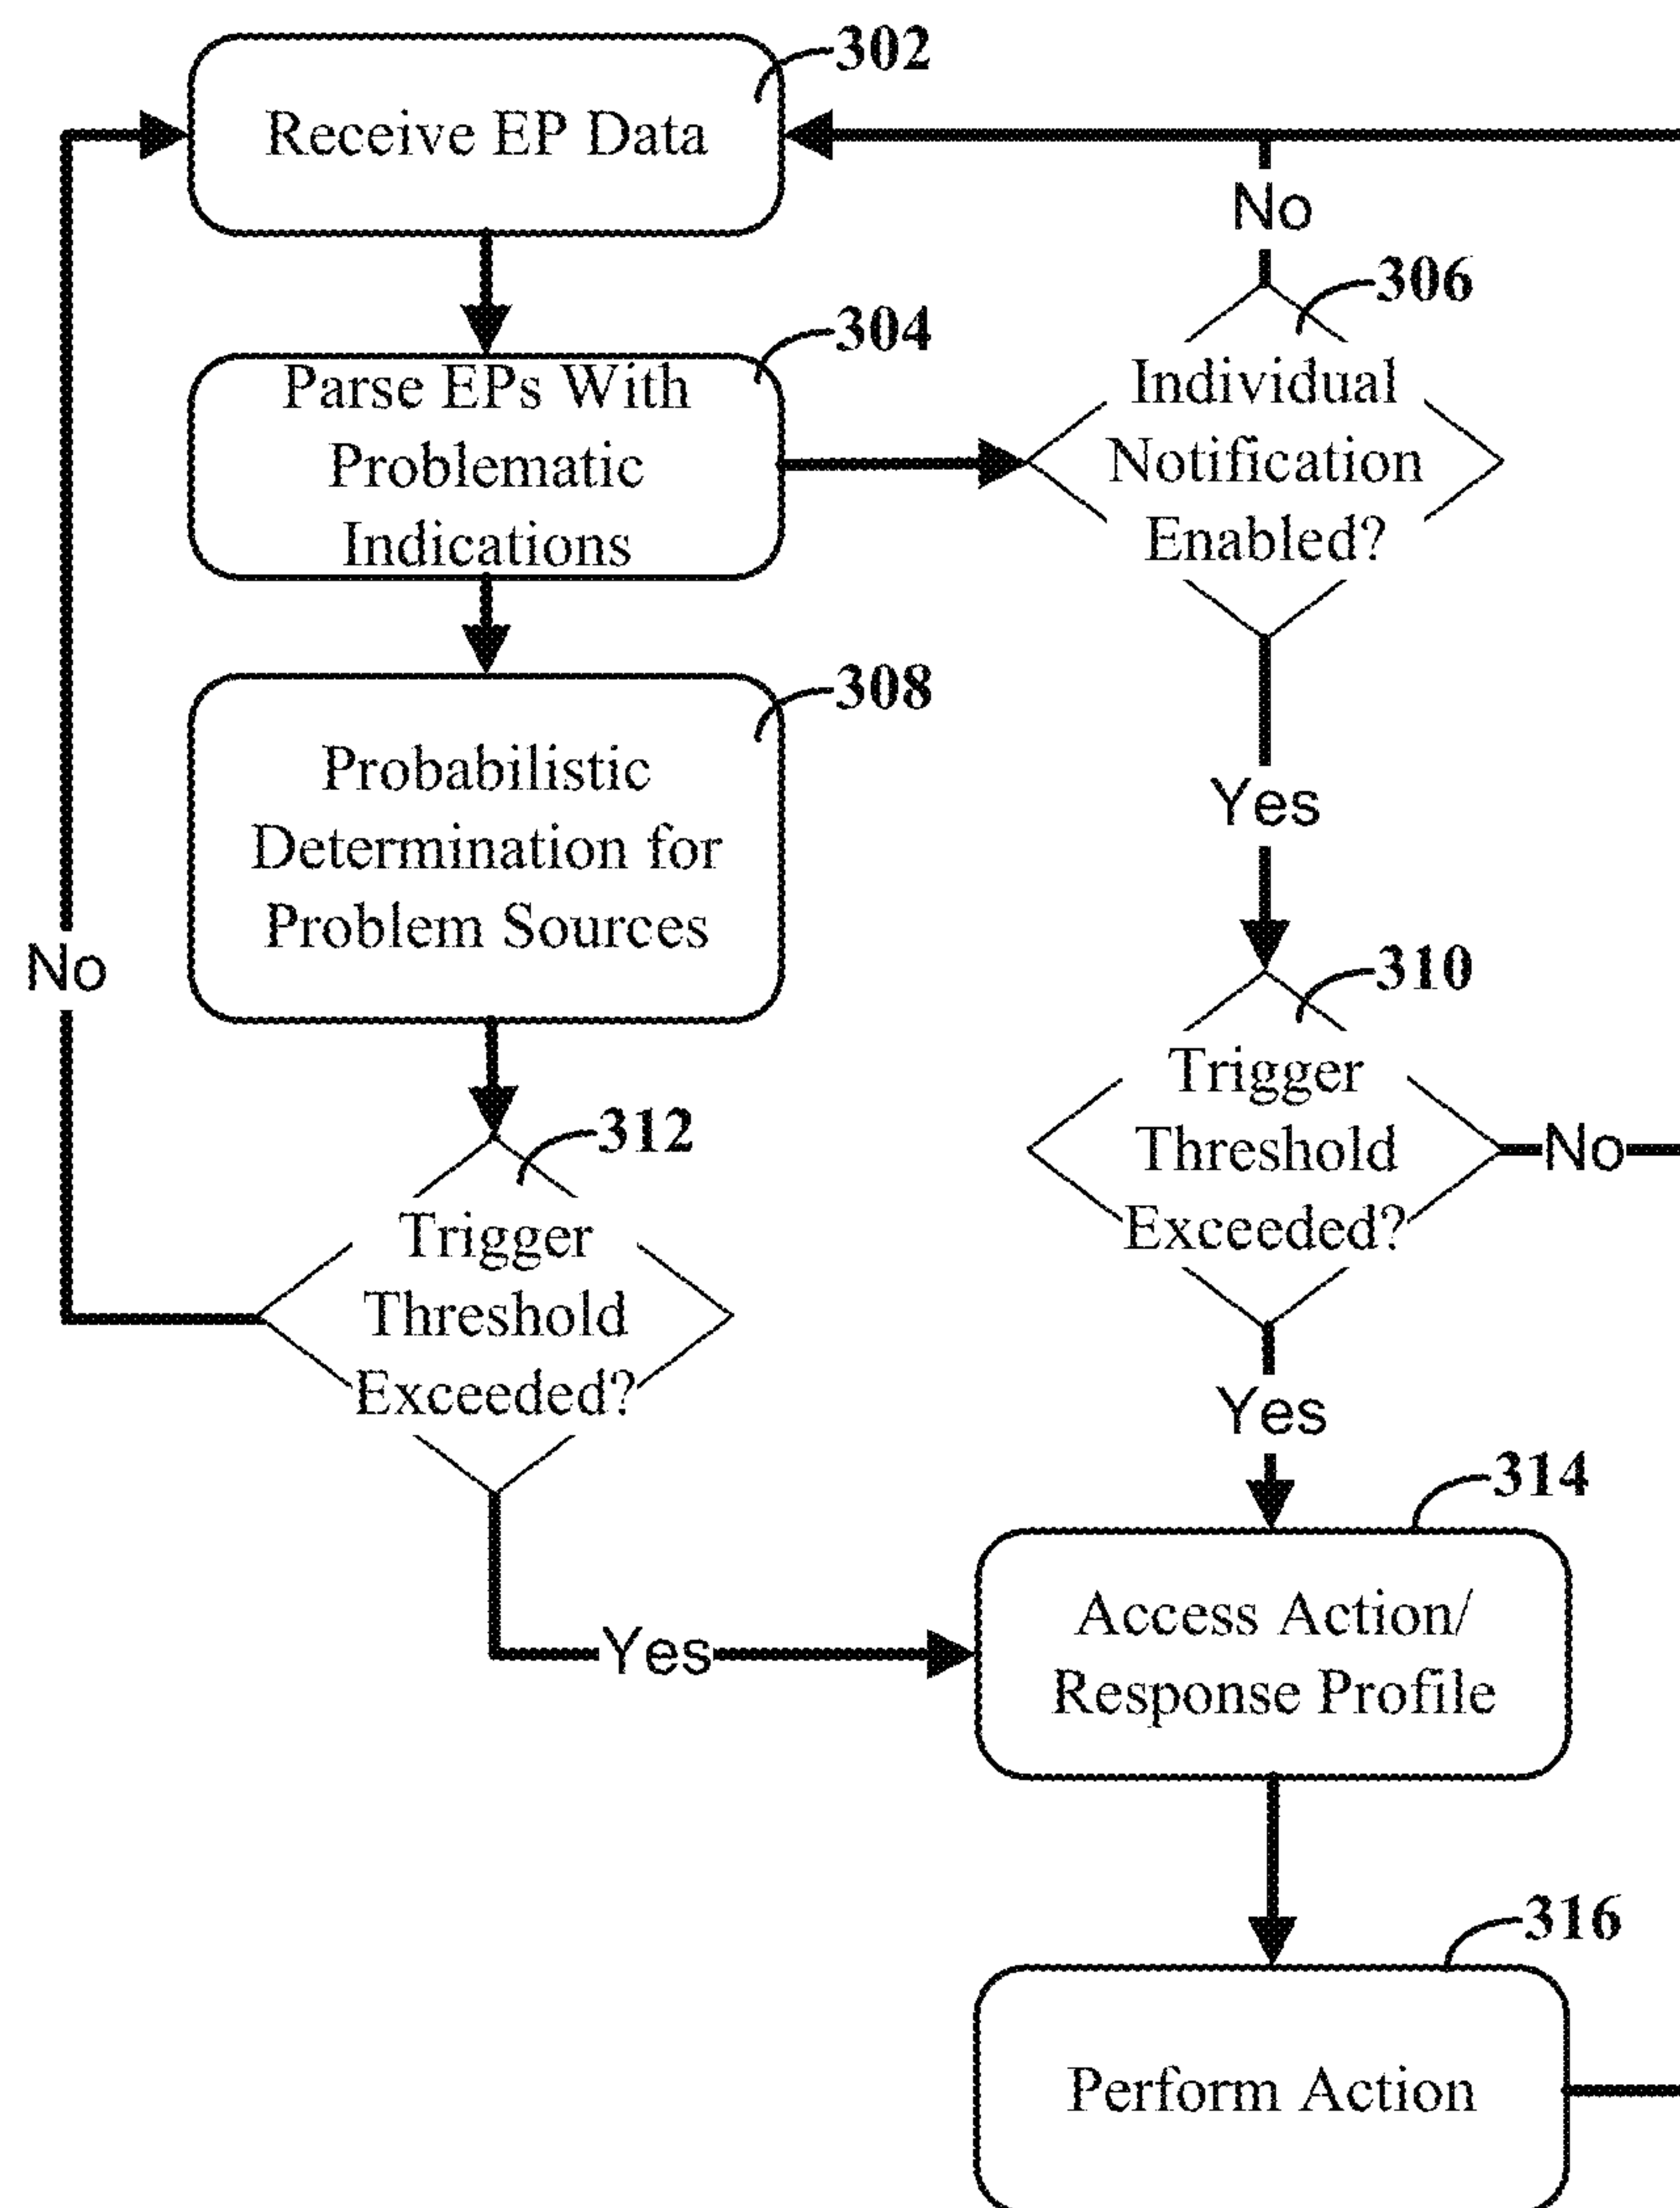 302
Receive EP Data
No
306
304
Parse EPs With
Problematic
Indications
Individual
Notification
Enabled?
308
Probabilistic
Determination for
Problem Sources
Yes
No
310
Trigger
Threshold
Exceeded?
No
312
Trigger
Threshold
Exceeded?
Yes
314
Yes
Access Action/
Response Profile
316
Perform Action